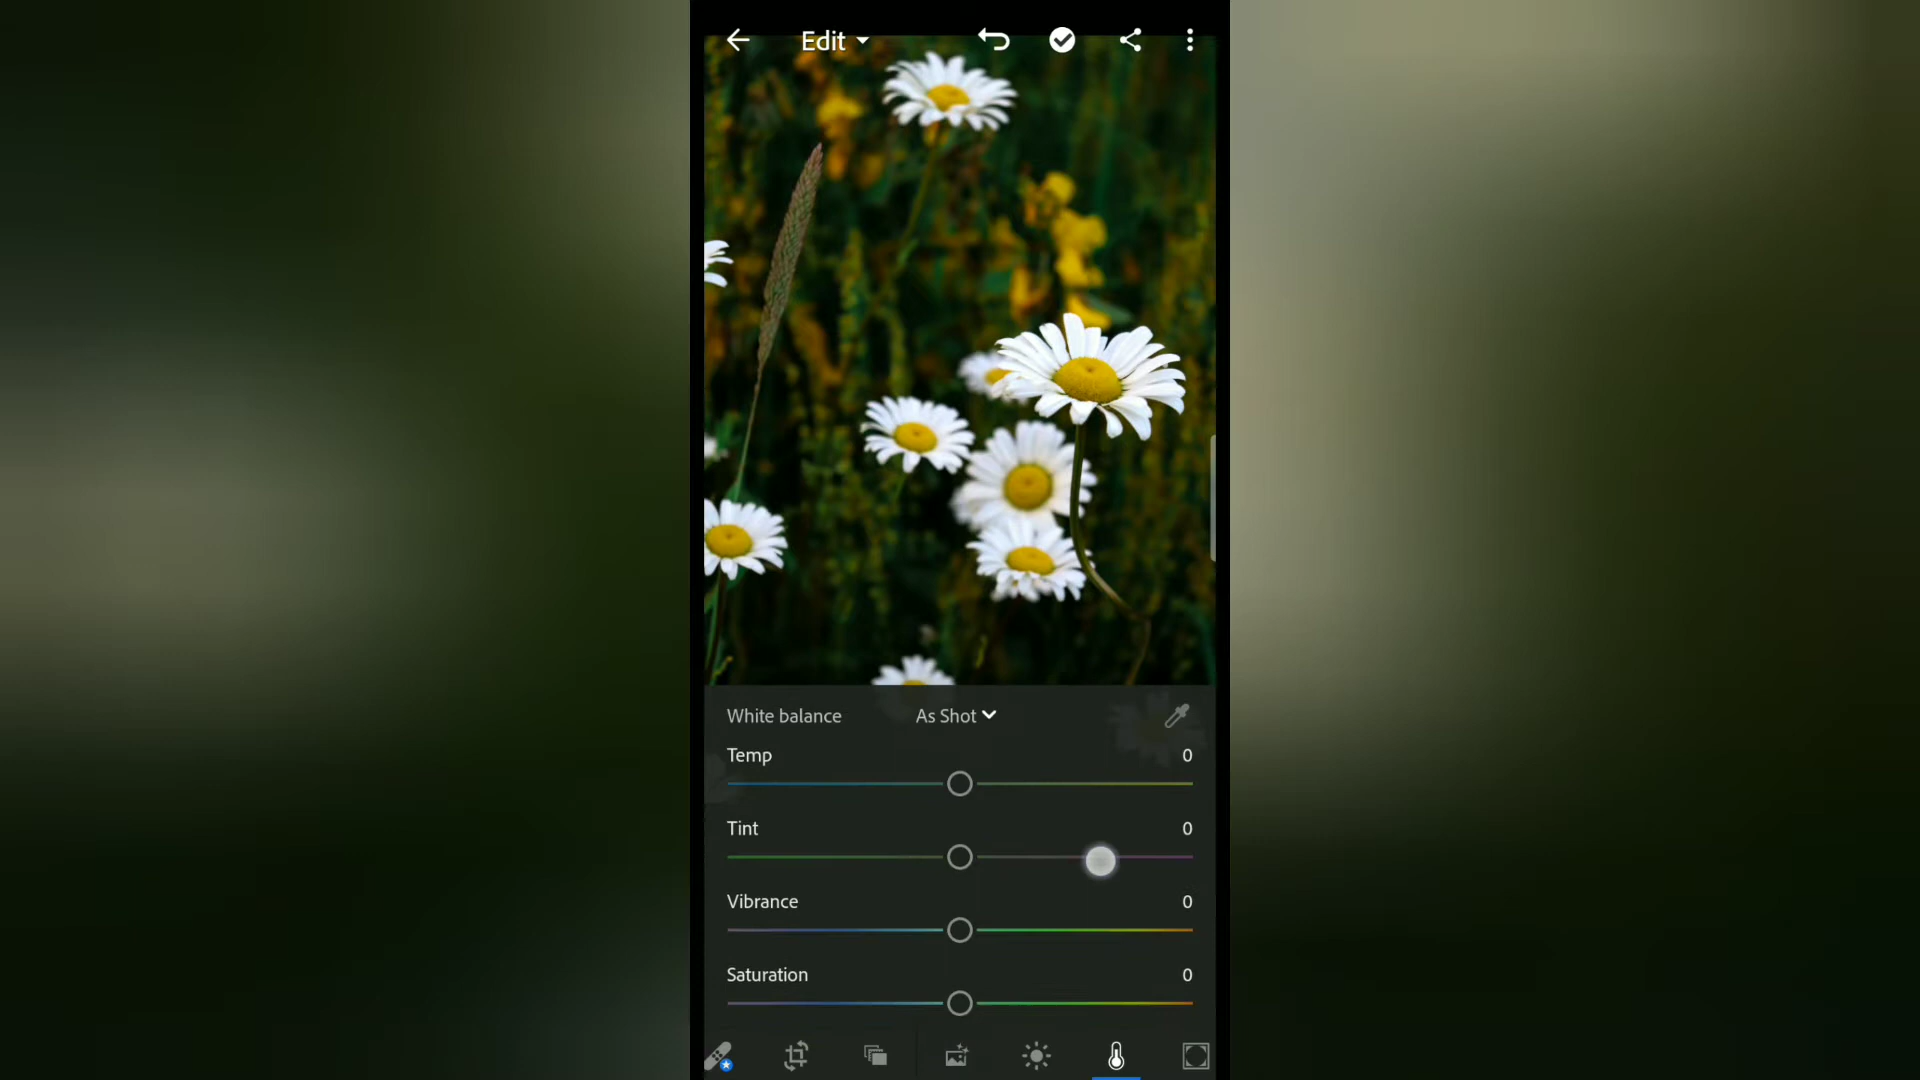 Edit
White balance As Shot
Temp 0
Tint 0
Vibrance 0
Saturation 0